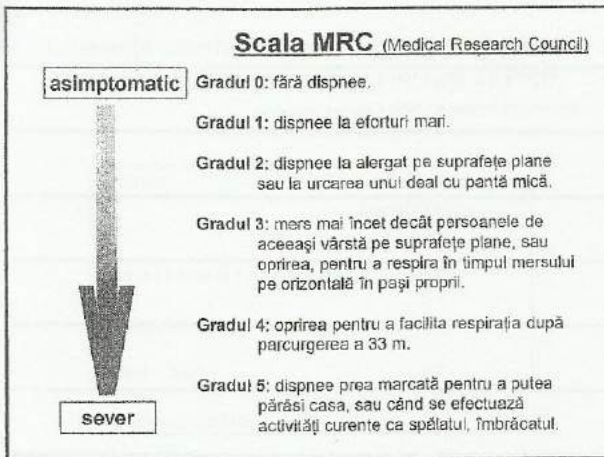 Scala MRC (Medical Research Council)
asimptomatic
Gradul 0: fără dispnee.
Gradul 1: dispnee la eforturi mari.
Gradul 2: dispnee la alergat pe suprafețe plane
sau la urcarea unui deal cu pantă mică.
Gradul 3: mers mai încet decât persoanele de
aceeași vârstă pe suprafețe plane, sau
oprirea, pentru a respira în timpul mersului
pe orizontală în pași proprii.
Gradul 4: oprirea pentru a facilita respirația după
parcurgerea a 33 m.
Gradul 5: dispnee prea marcată pentru a putea
părăsi casa, sau când se efectuază
activități curente ca spălatul, îmbrăcatul.
sever